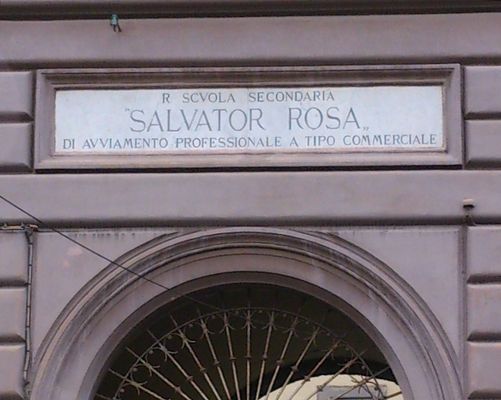 R SCVOLA SECONDARIA
"SALVATOR ROSA„
DI AVVIAMENTO PROFESSIONALE A TIPO COMMERCIALE